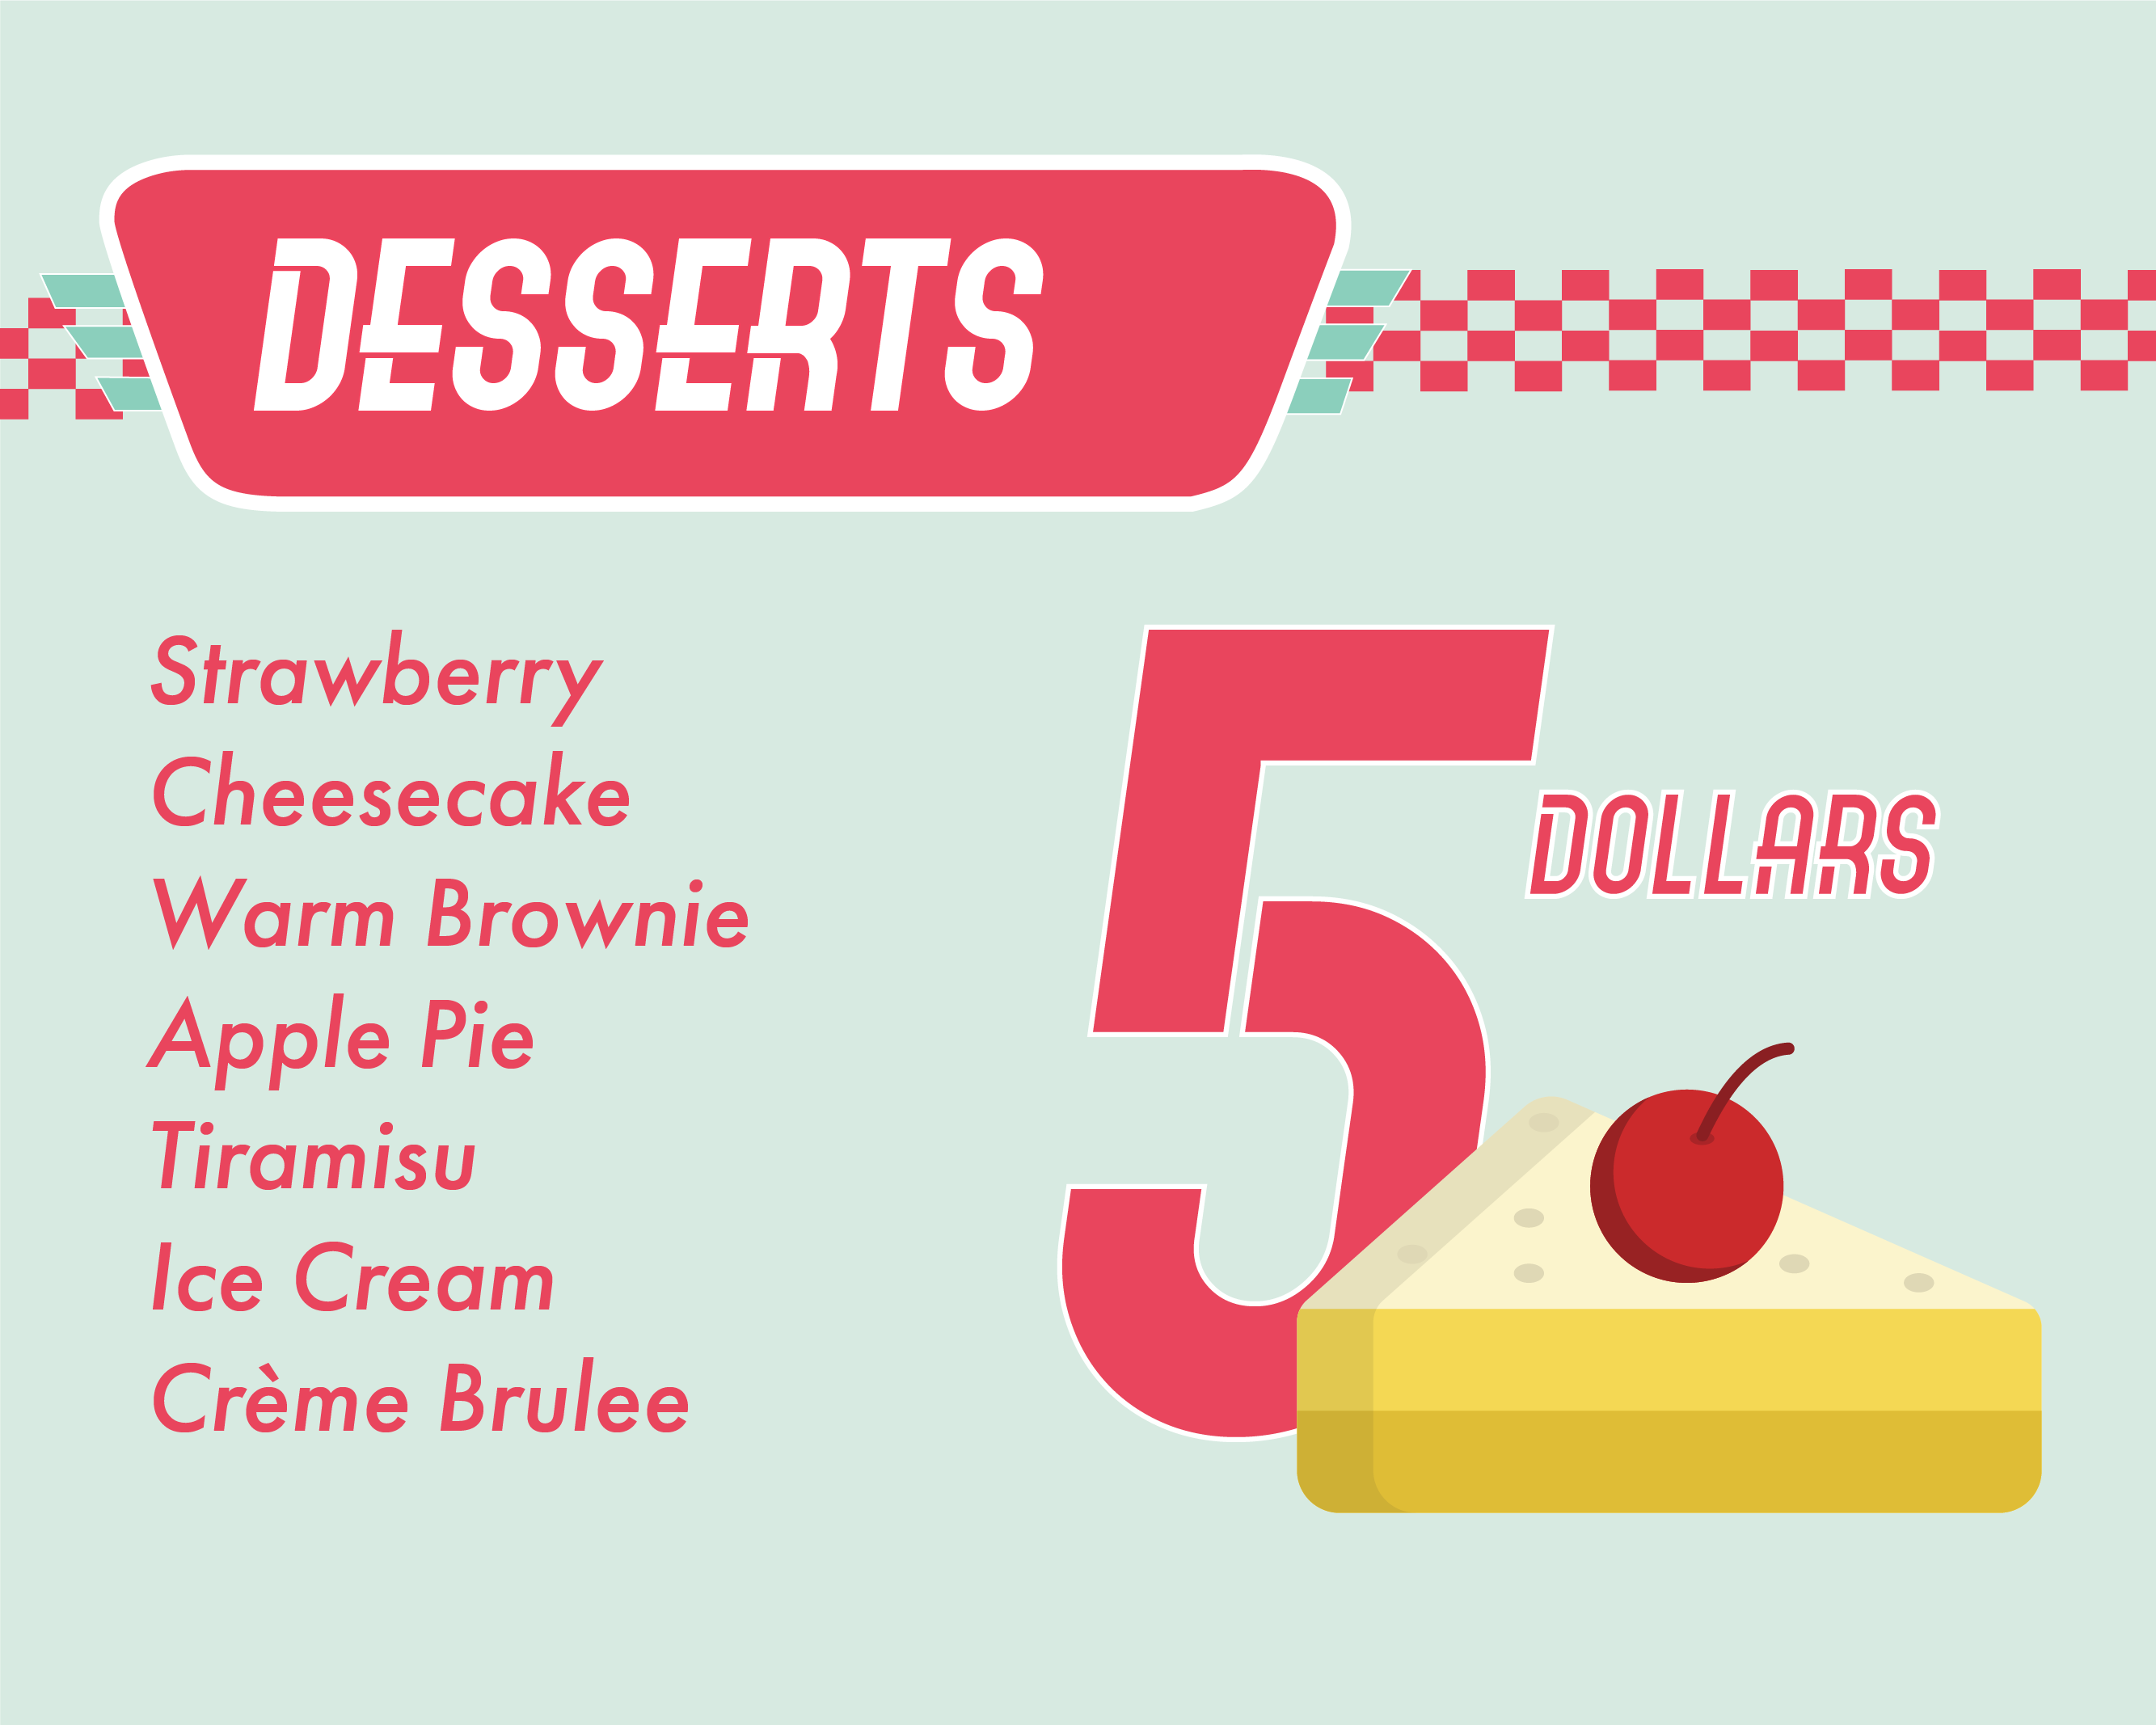 DESSERTS
Strawberry
Cheesecake
Warm Brownie
Apple Pie
Tiramisu
Ice Cream
Crème Brulee
5
DOLLARS